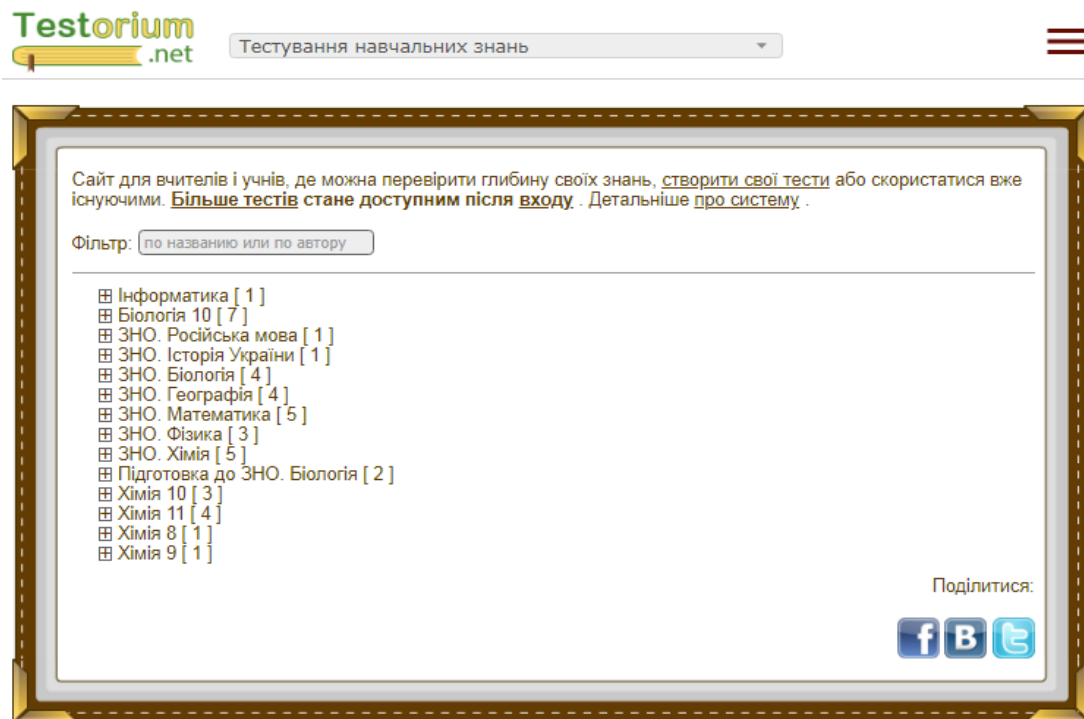 Testorium
.net
Тестування навчальних знань
Сайт для вчителів і учнів, де можна перевірити глибину своїх знань, створити свої тести або скористатися вже
існуючими. Більше тестів стане доступним після входу . Детальніше про систему .
Фільтр: по названию или по автору
Інформатика [ 1 ]
Біологія 10 [ 7 ]
ЗНО. Російська мова [ 1 ]
ЗНО. Історія України [ 1 ]
ЗНО. Біологія [ 4 ]
ЗНО. Географія [ 4 ]
ЗНО. Математика [ 5 ]
ЗНО. Фізика [ 3 ]
ЗНО. Хімія [ 5 ]
Підготовка до ЗНО. Біологія [ 2 ]
Хімія 10 [ 3 ]
Хімія 11 [ 4 ]
Хімія 8 [ 1 ]
Хімія 9 [ 1 ]
Поділитися:
f B t